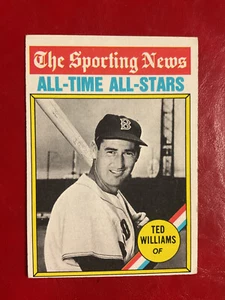 The Sporting News
ALL-TIME ALL-STARS
B
TED
WILLIAMS
OF